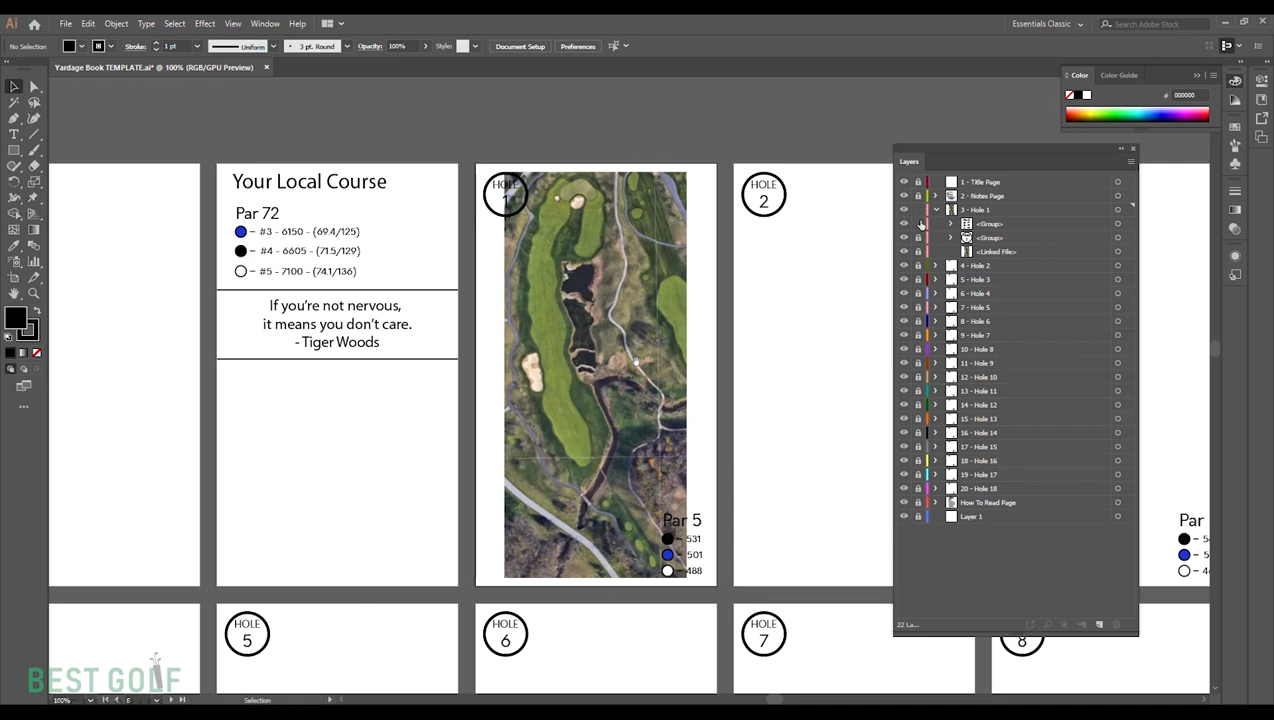 Ai File Edit Object Type Select Effect View Window Help Essentials Classic Search Adobe Stock
No Selection Stroke: 1 pt Uniform 3 pt. Round Opacity: 100% Style: Document Setup Preferences
Yardage Book TEMPLATE.ai* @ 100% (RGB/GPU Preview) ×
Color Color Guide
# 000000
Layers
1 - Title Page
2 - Notes Page
3 - Hole 1
<Group>
<Group>
<Linked File>
4 - Hole 2
5 - Hole 3
6 - Hole 4
7 - Hole 5
8 - Hole 6
9 - Hole 7
10 - Hole 8
11 - Hole 9
12 - Hole 10
13 - Hole 11
14 - Hole 12
15 - Hole 13
16 - Hole 14
17 - Hole 15
18 - Hole 16
19 - Hole 17
20 - Hole 18
How To Read Page
Layer 1
22 La...
Your Local Course
Par 72
#3 - 6150 - (69.4/125)
#4 - 6605 - (71.5/129)
#5 - 7100 - (74.1/136)
If you're not nervous,
it means you don't care.
- Tiger Woods
HOLE
1
Par 5
- 531
- 501
- 488
HOLE
2
Par
HOLE
5
HOLE
6
HOLE
7
8
BEST GOLF
100% 8 Selection